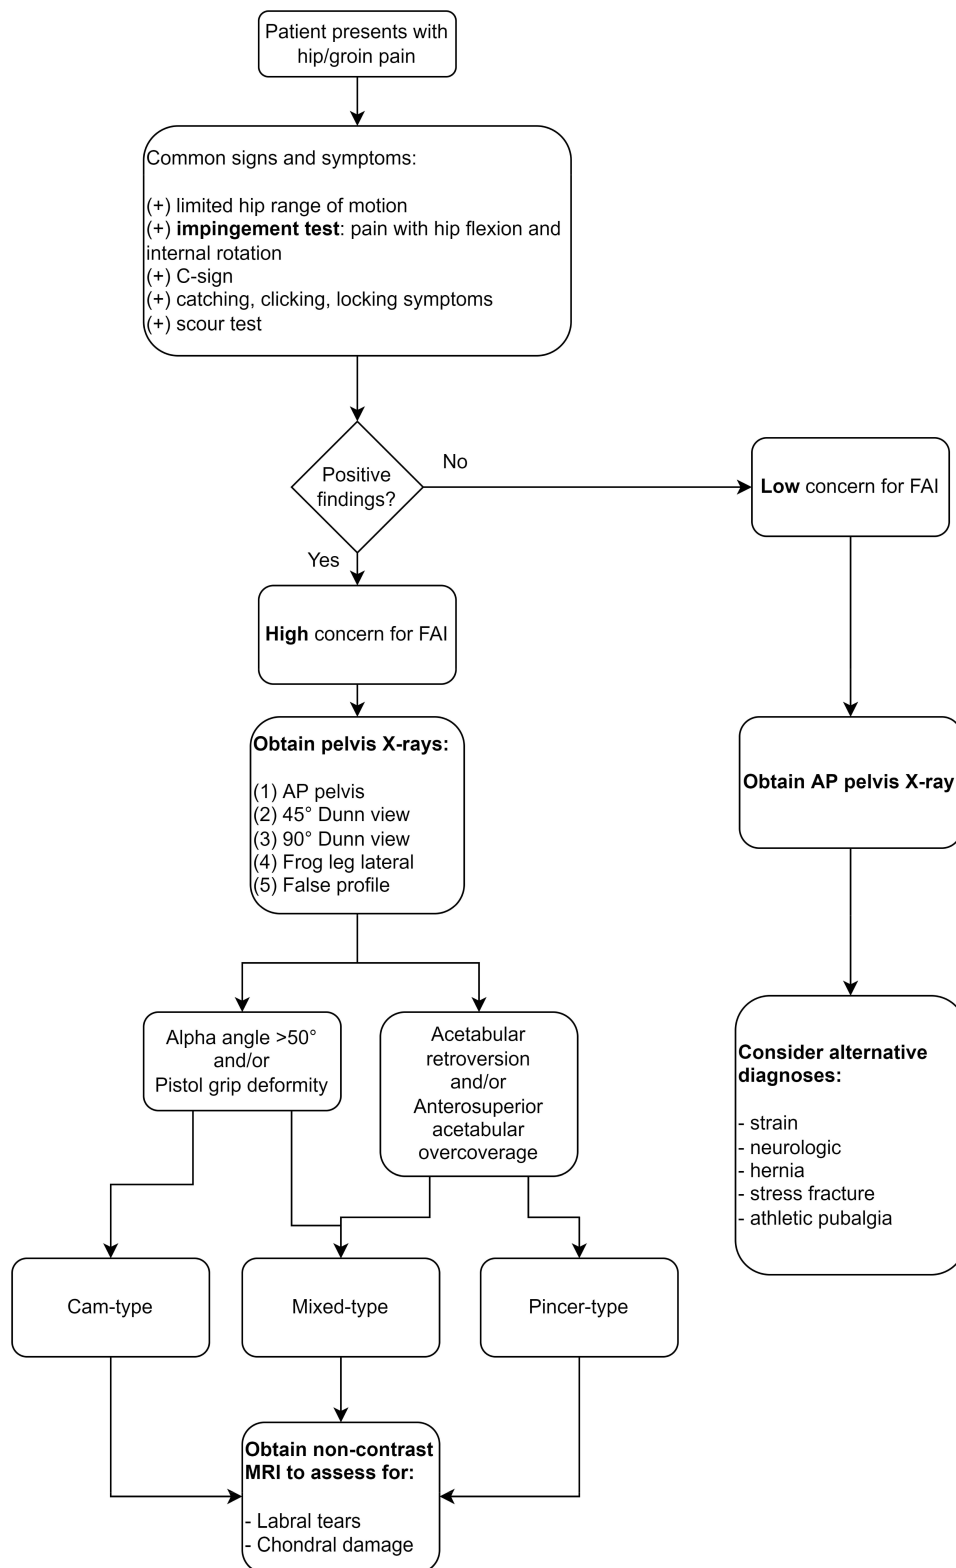 Patient presents with
hip/groin pain
Common signs and symptoms:
(+) limited hip range of motion
(+) impingement test: pain with hip flexion and
internal rotation
(+) C-sign
(+) catching, clicking, locking symptoms
(+) scour test
Positive
findings?
No
Low concern for FAI
Yes
High concern for FAI
Obtain pelvis X-rays:
(1) AP pelvis
(2) 45° Dunn view
(3) 90° Dunn view
(4) Frog leg lateral
(5) False profile
Obtain AP pelvis X-ray
Alpha angle >50°
and/or
Pistol grip deformity
Acetabular
retroversion
and/or
Anterosuperior
acetabular
overcoverage
Consider alternative
diagnoses:
- strain
- neurologic
- hernia
- stress fracture
- athletic pubalgia
Cam-type
Mixed-type
Pincer-type
Obtain non-contrast
MRI to assess for:
- Labral tears
- Chondral damage